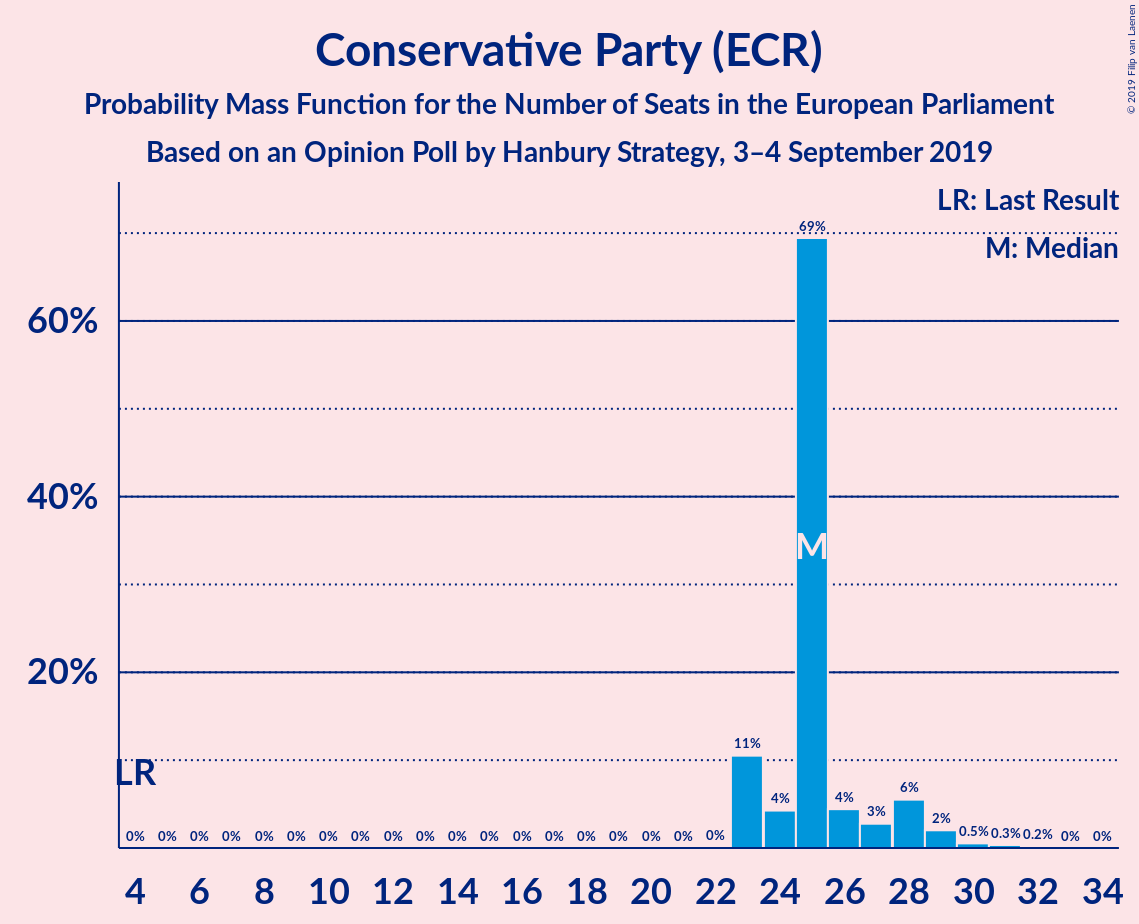 Conservative Party (ECR)
Probability Mass Function for the Number of Seats in the European Parliament
Based on an Opinion Poll by Hanbury Strategy, 3–4 September 2019
© 2019 Filip van Laenen
LR: Last Result
M: Median
69%
60%
40%
M
20%
11%
LR
0% 0% 0% 0% 0% 0% 0% 0% 0% 0% 0% 0% 0% 0% 0% 0% 0% 0% 0% 4% 4% 3% 6% 2% 0.5% 0.3% 0.2% 0% 0%
4 6 8 10 12 14 16 18 20 22 24 26 28 30 32 34